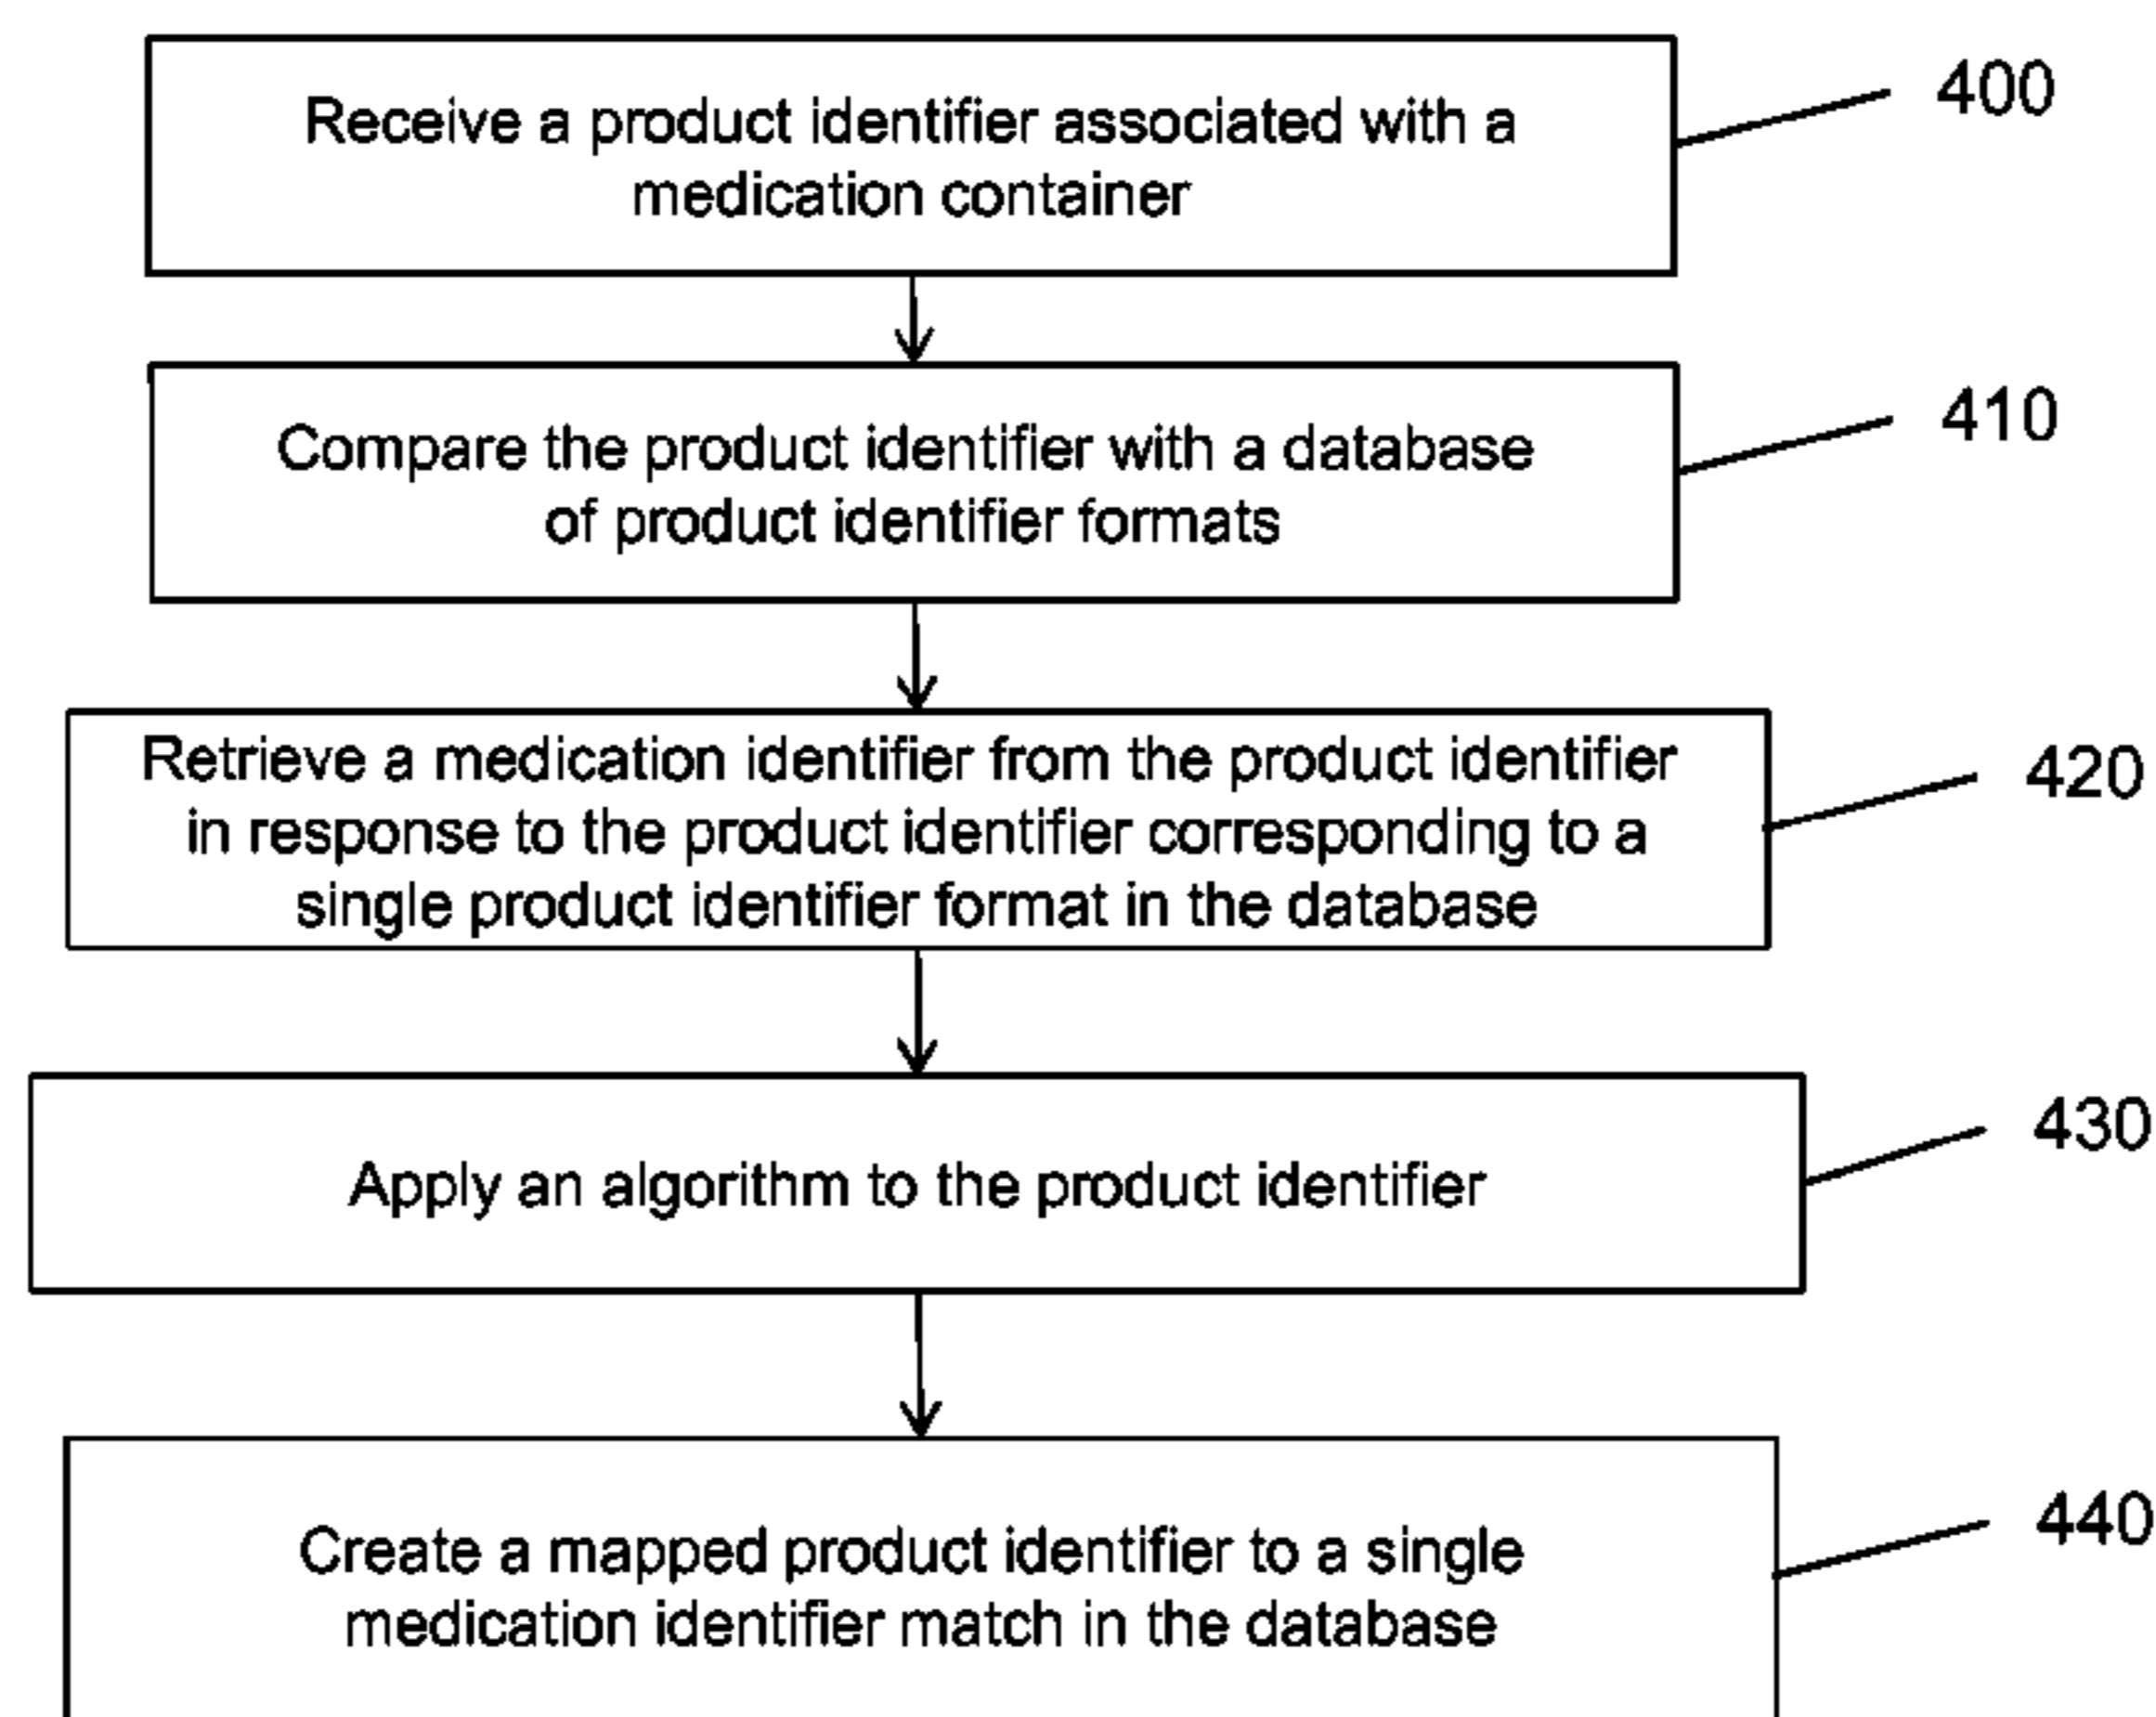 Receive a product identifier associated with a
medication container
400
Compare the product identifier with a database
of product identifier formats
410
Retrieve a medication identifier from the product identifier
in response to the product identifier corresponding to a
single product identifier format in the database
420
Apply an algorithm to the product identifier
430
Create a mapped product identifier to a single
medication identifier match in the database
440